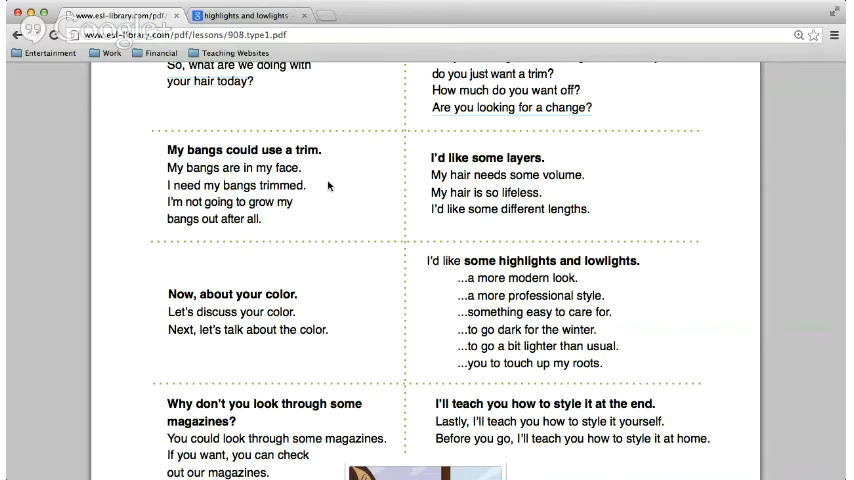 www.esl-library.com/pdf/
highlights and lowlights -
Google+
www.esl-library.com/pdf/lessons/908.type1.pdf
Entertainment
Work
Financial
Teaching Websites
So, what are we doing with
your hair today?
do you just want a trim?
How much do you want off?
Are you looking for a change?
My bangs could use a trim.
My bangs are in my face.
I need my bangs trimmed.
I'm not going to grow my
bangs out after all.
I'd like some layers.
My hair needs some volume.
My hair is so lifeless.
I'd like some different lengths.
Now, about your color.
Let's discuss your color.
Next, let's talk about the color.
I'd like some highlights and lowlights.
...a more modern look.
...a more professional style.
...something easy to care for.
...to go dark for the winter.
...to go a bit lighter than usual.
...you to touch up my roots.
Why don't you look through some
magazines?
You could look through some magazines.
If you want, you can check
out our magazines.
I'll teach you how to style it at the end.
Lastly, I'll teach you how to style it yourself.
Before you go, I'll teach you how to style it at home.